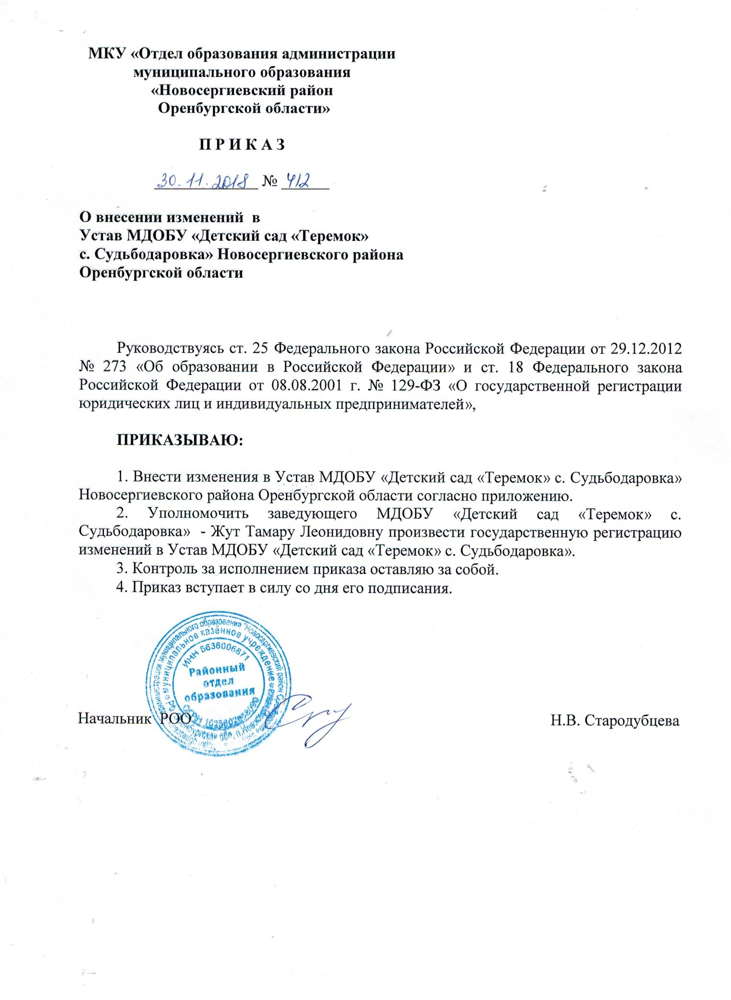 МКУ «Отдел образования администрации
муниципального образования
«Новосергиевский район
Оренбургской области»
П Р И К А З
30.11.2018 № 412
О внесении изменений в
Устав МДОБУ «Детский сад «Теремок»
с. Судьбодаровка» Новосергиевского района
Оренбургской области
Руководствуясь ст. 25 Федерального закона Российской Федерации от 29.12.2012
№ 273 «Об образовании в Российской Федерации» и ст. 18 Федерального закона
Российской Федерации от 08.08.2001 г. № 129-ФЗ «О государственной регистрации
юридических лиц и индивидуальных предпринимателей»,
ПРИКАЗЫВАЮ:
1. Внести изменения в Устав МДОБУ «Детский сад «Теремок» с. Судьбодаровка»
Новосергиевского района Оренбургской области согласно приложению.
2. Уполномочить заведующего МДОБУ «Детский сад «Теремок» с.
Судьбодаровка» - Жут Тамару Леонидовну произвести государственную регистрацию
изменений в Устав МДОБУ «Детский сад «Теремок» с. Судьбодаровка».
3. Контроль за исполнением приказа оставляю за собой.
4. Приказ вступает в силу со дня его подписания.
администрации муниципального образования "Новосергиевский район
муниципальное казённое учреждение
ИНН 5636006871
Районный
отдел
образования
Начальник РОО
Н.В. Стародубцева